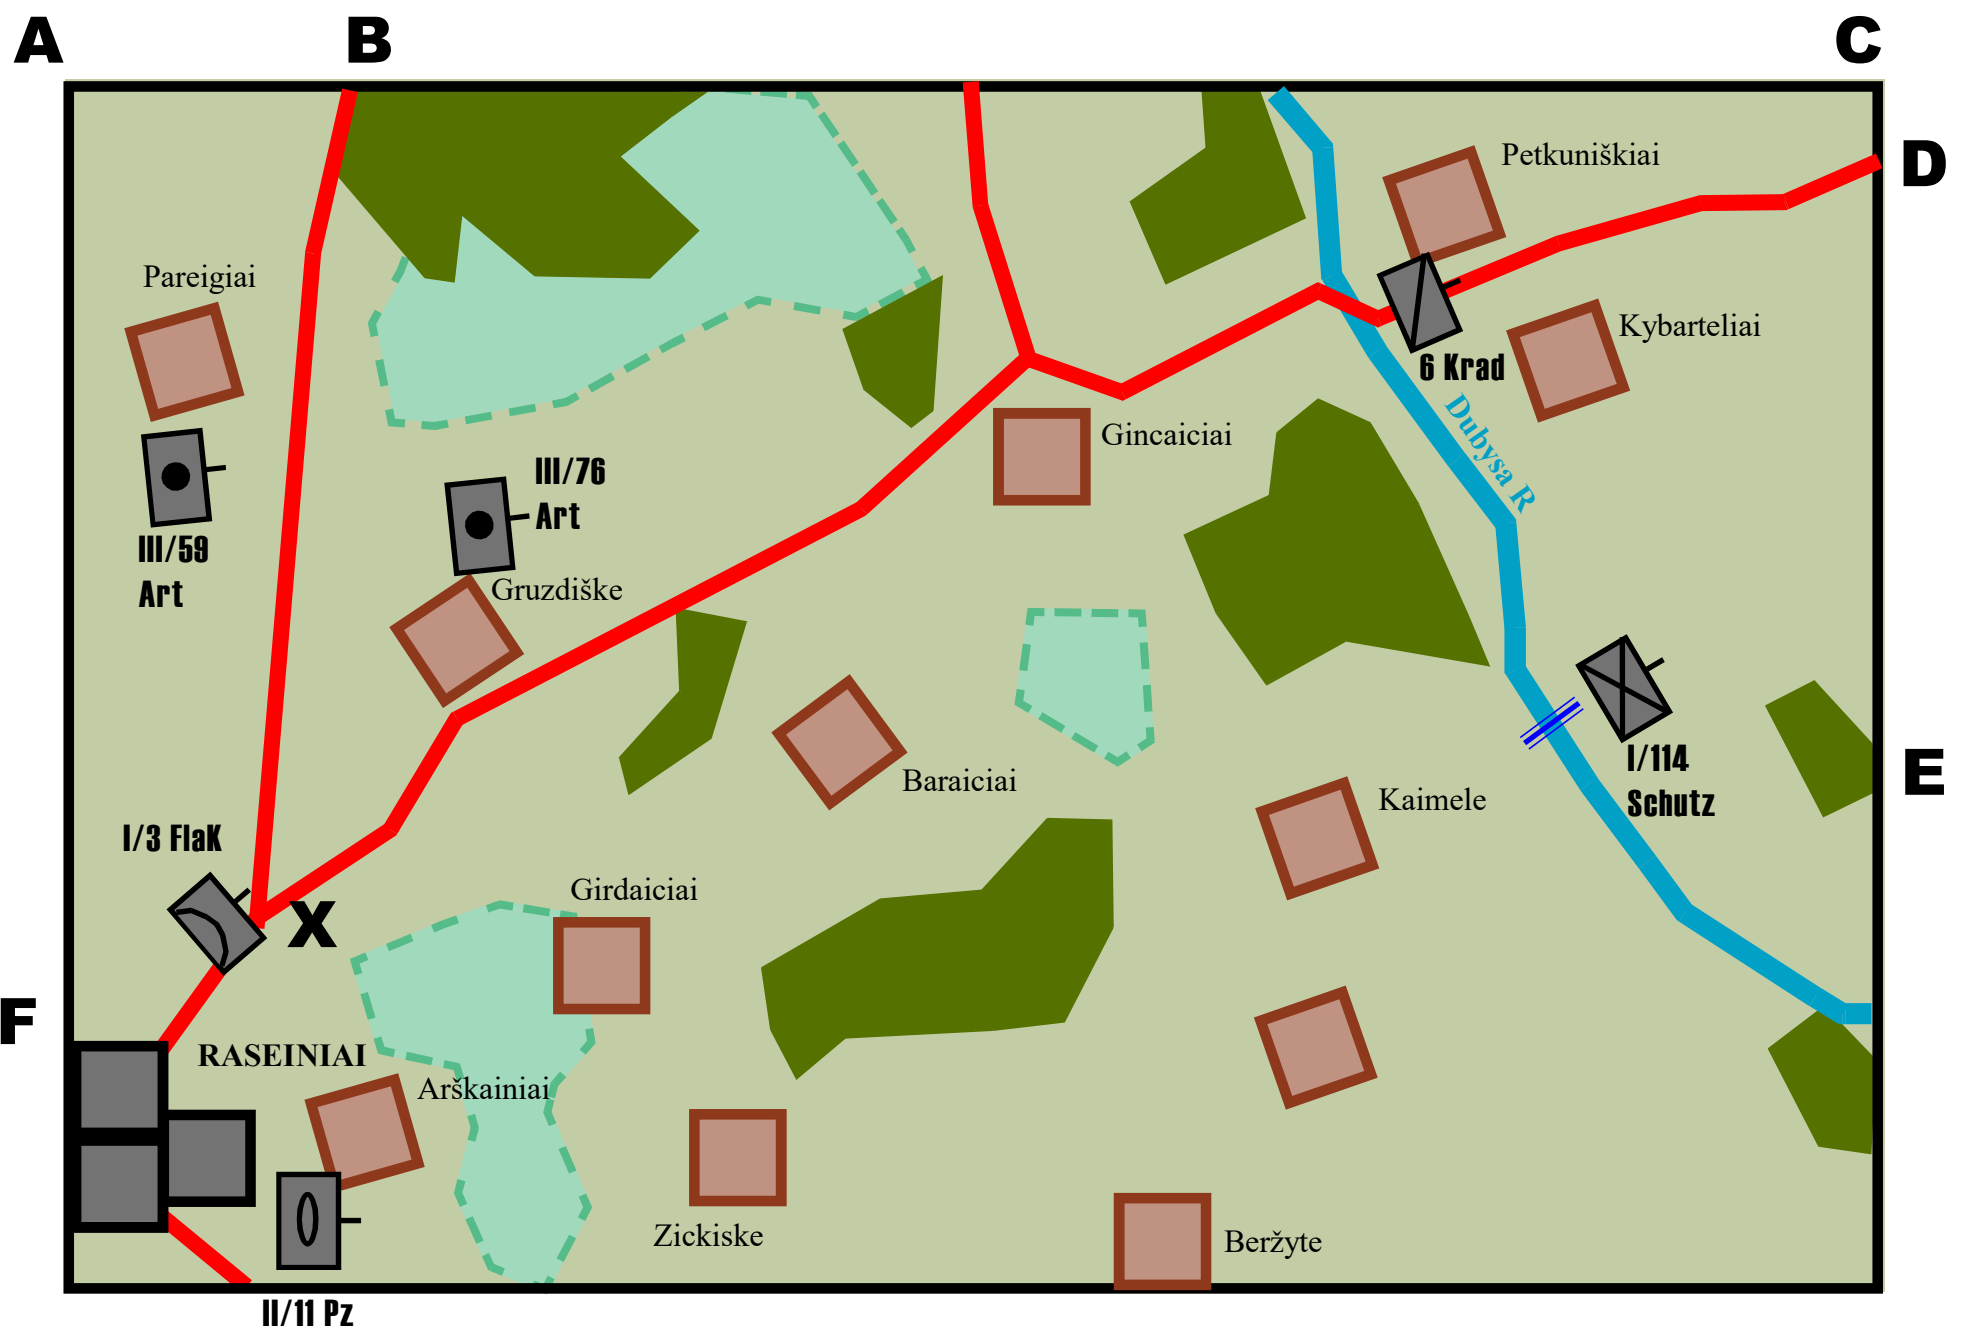 A
B
C
D
Petkuniškiai
Pareigiai
Kybarteliai
6 Krad
Dubysa R
Gincaiciai
III/76
Art
III/59
Art
Gruzdiške
I/114
Schutz
E
Baraiciai
Kaimele
I/3 FlaK
Girdaiciai
X
F
RASEINIAI
Arškainiai
Zickiske
Beržyte
II/11 Pz